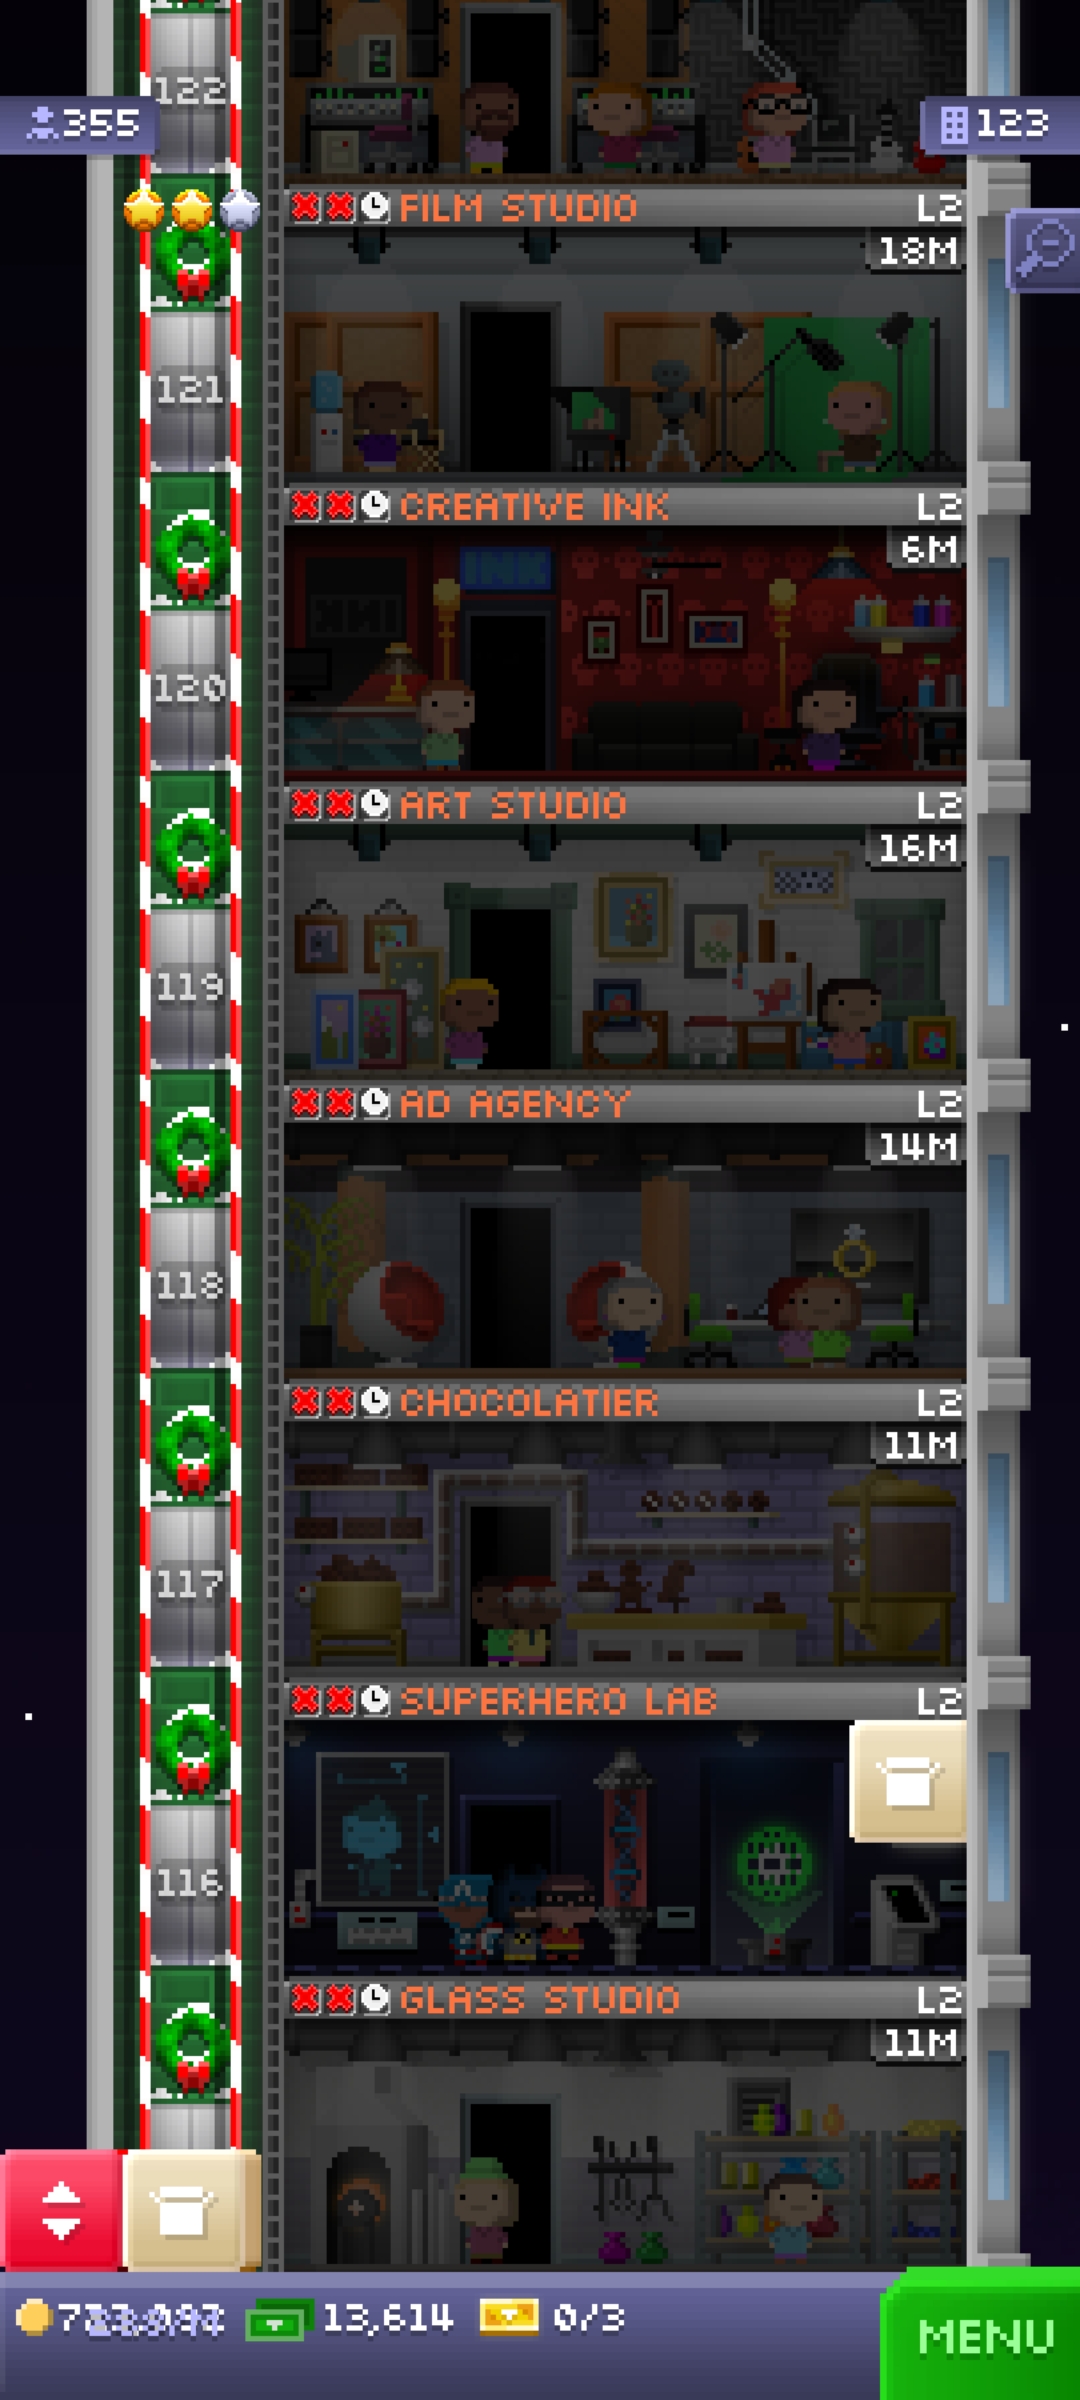 122
355
123
FILM STUDIO L2
18M
121
CREATIVE INK L2
6M
INK
120
ART STUDIO L2
16M
119
AD AGENCY L2
14M
118
CHOCOLATIER L2
11M
117
SUPERHERO LAB L2
116
GLASS STUDIO L2
11M
13,614 0/3
MENU